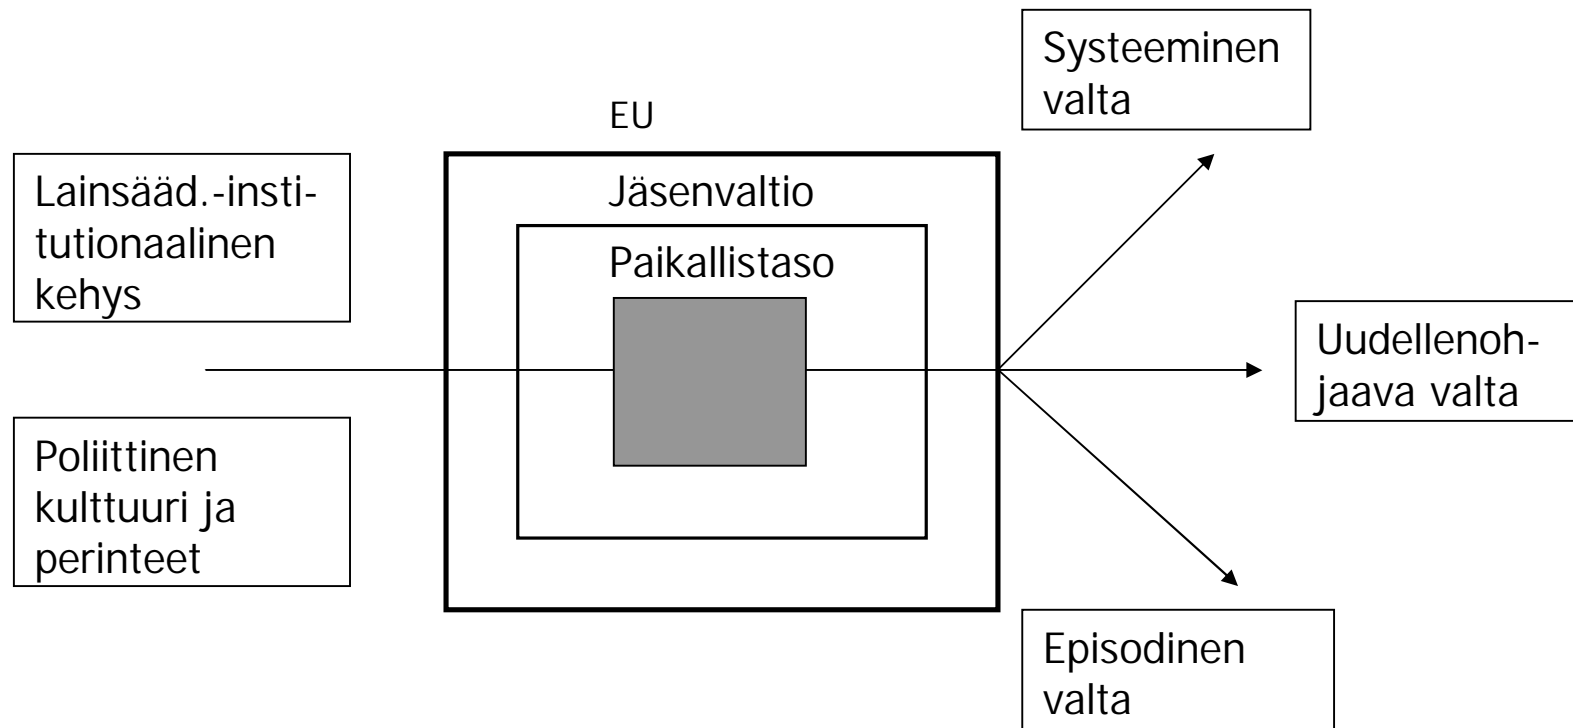 Lainsääd.-insti-
tutionaalinen
kehys
Poliittinen
kulttuuri ja
perinteet
EU
Jäsenvaltio
Paikallistaso
Systeeminen
valta
Uudellenoh-
jaava valta
Episodinen
valta